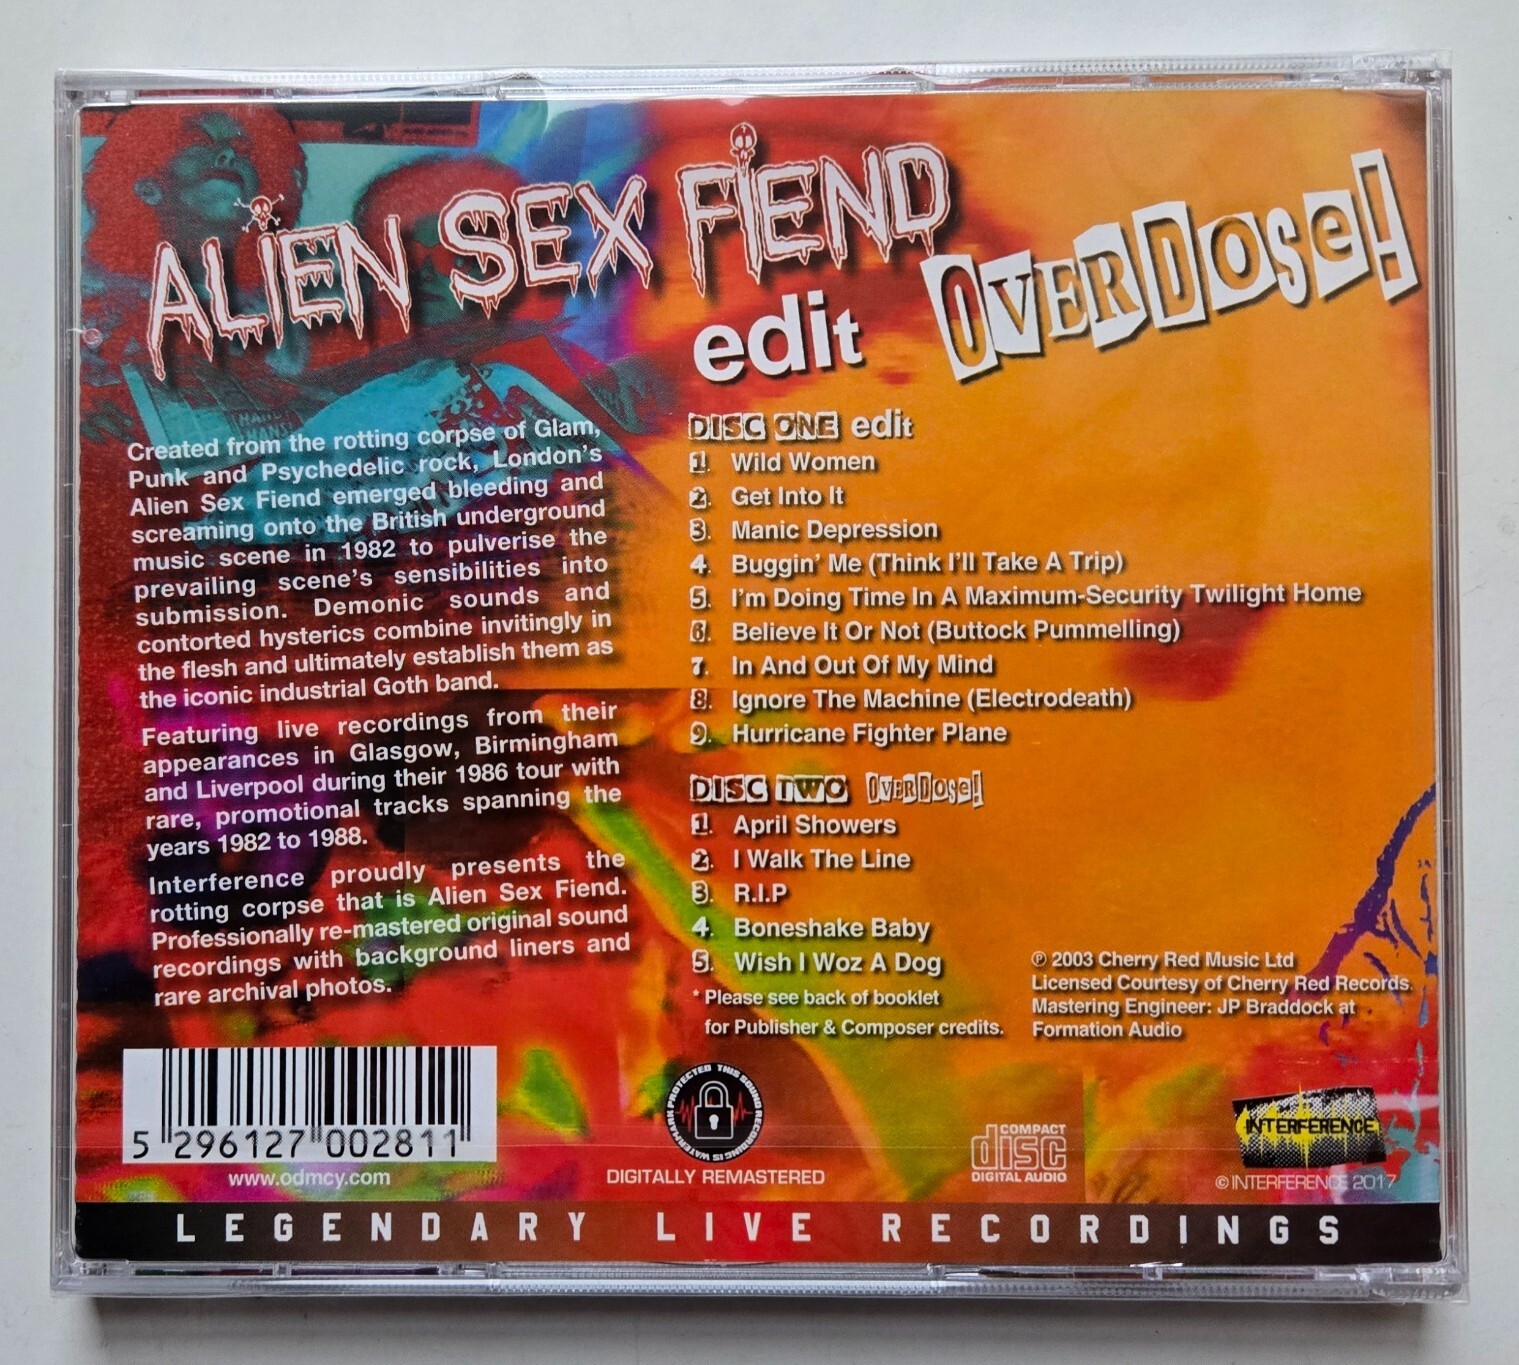 ALIEN SEX FIEND
edit OVERDOSe!
Created from the rotting corpse of Glam,
Punk and Psychedelic rock, London's
Alien Sex Fiend emerged bleeding and
screaming onto the British underground
music scene in 1982 to pulverise the
prevailing scene's sensibilities into
submission. Demonic sounds and
contorted hysterics combine invitingly in
the flesh and ultimately establish them as
the iconic industrial Goth band.
Featuring live recordings from their
appearances in Glasgow, Birmingham
and Liverpool during their 1986 tour with
rare, promotional tracks spanning the
years 1982 to 1988.
Interference proudly presents the
rotting corpse that is Alien Sex Fiend.
Professionally re-mastered original sound
recordings with background liners and
rare archival photos.
DISC ONE edit
1. Wild Women
2. Get Into It
3. Manic Depression
4. Buggin' Me (Think I'll Take A Trip)
5. I'm Doing Time In A Maximum-Security Twilight Home
6. Believe It Or Not (Buttock Pummelling)
7. In And Out Of My Mind
8. Ignore The Machine (Electrodeath)
9. Hurricane Fighter Plane
DISC TWO OVERDOSe!
1. April Showers
2. I Walk The Line
3. R.I.P
4. Boneshake Baby
5. Wish I Woz A Dog
* Please see back of booklet
for Publisher & Composer credits.
℗ 2003 Cherry Red Music Ltd
Licensed Courtesy of Cherry Red Records.
Mastering Engineer: JP Braddock at
Formation Audio
5 296127 002811
www.odmcy.com
THIS SOUND RECORDING IS WATERMARK PROTECTED
DIGITALLY REMASTERED
COMPACT
disc
DIGITAL AUDIO
INTERFERENCE
© INTERFERENCE 2017
LEGENDARY LIVE RECORDINGS